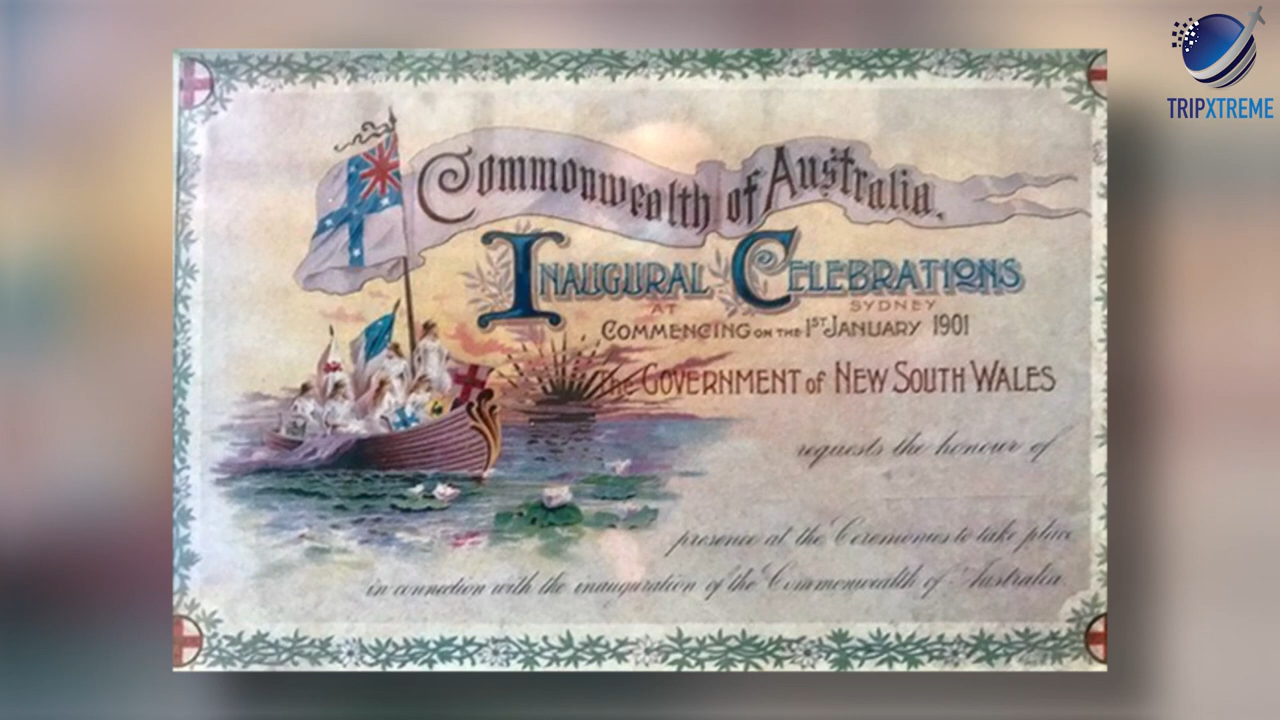 TRIPXTREME
Commonwealth of Australia.
INAUGURAL CELEBRATIONS
AT SYDNEY
COMMENCING ON THE 1ST JANUARY 1901
The GOVERNMENT of NEW SOUTH WALES
requests the honour of
presence at the Ceremonies to take place
in connection with the inauguration of the Commonwealth of Australia.